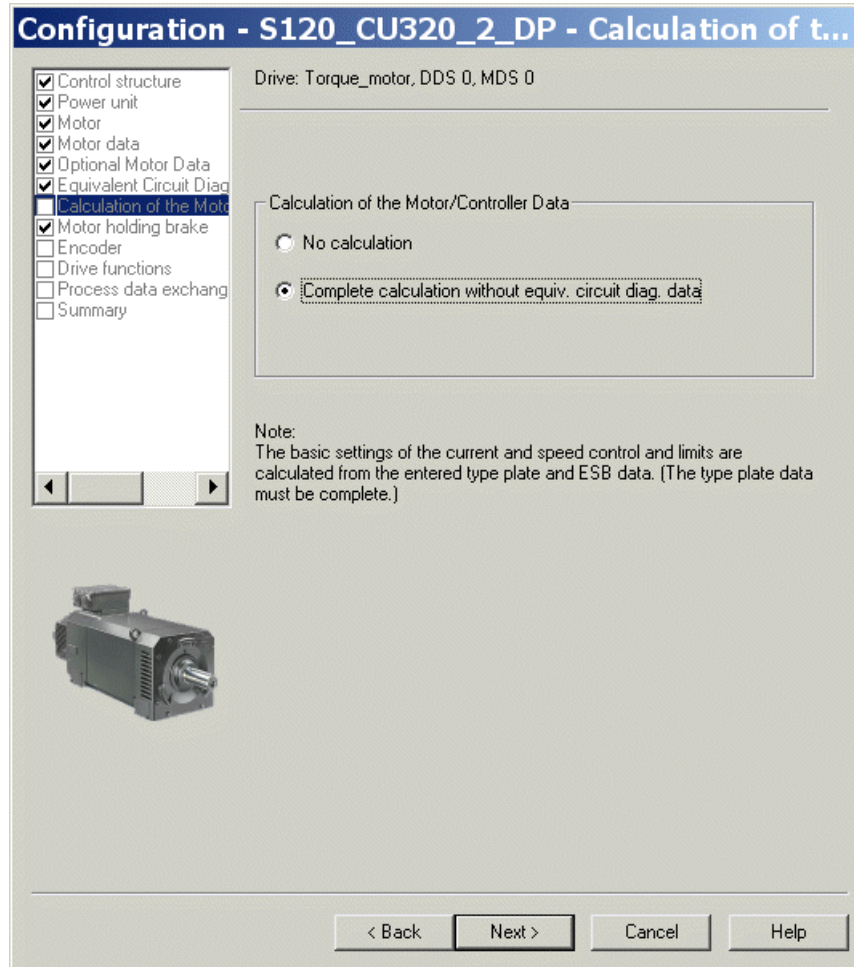 Configuration - S120_CU320_2_DP - Calculation of t...
Control structure
Power unit
Motor
Motor data
Optional Motor Data
Equivalent Circuit Diag
Calculation of the Moto
Motor holding brake
Encoder
Drive functions
Process data exchang
Summary
Drive: Torque_motor, DDS 0, MDS 0
Calculation of the Motor/Controller Data
No calculation
Complete calculation without equiv. circuit diag. data
Note:
The basic settings of the current and speed control and limits are
calculated from the entered type plate and ESB data. (The type plate data
must be complete.)
< Back
Next >
Cancel
Help